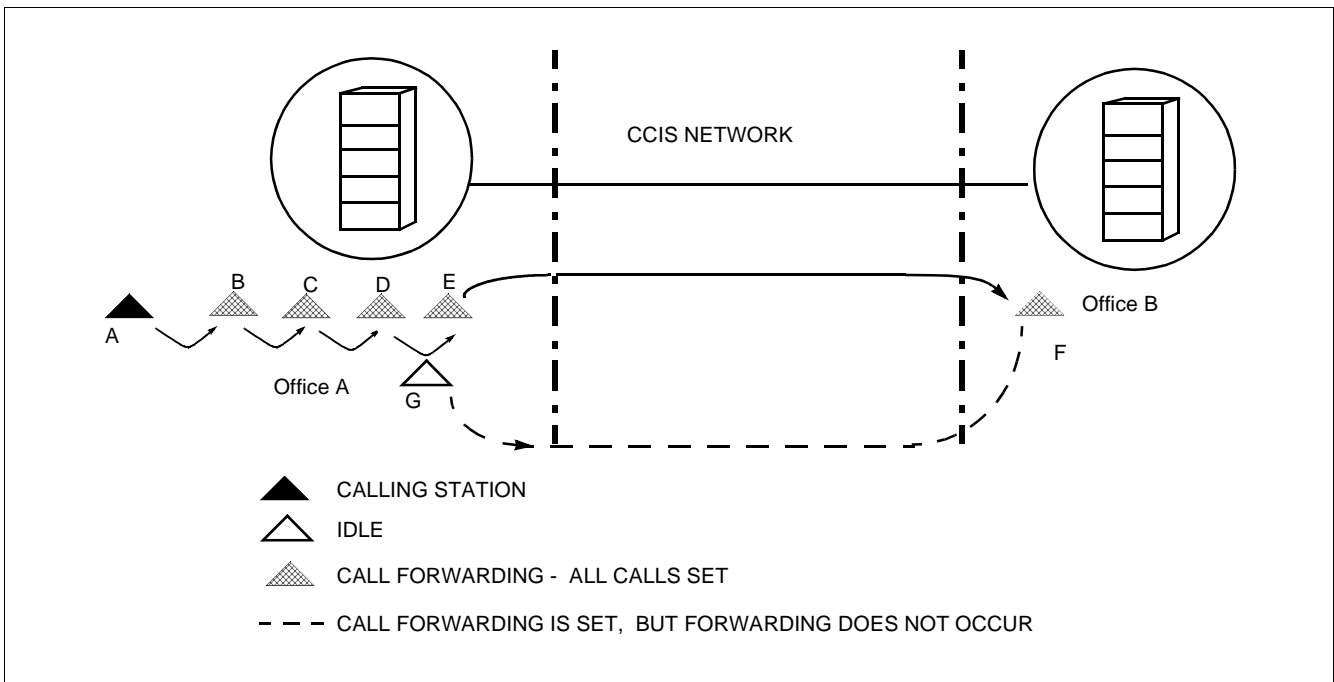 CCIS NETWORK
B
C
D
E
A
Office B
F
Office A
G
CALLING STATION
IDLE
CALL FORWARDING - ALL CALLS SET
CALL FORWARDING IS SET, BUT FORWARDING DOES NOT OCCUR